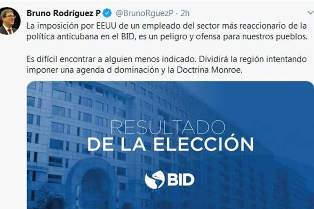 Bruno Rodríguez P @BrunoRguezP · 2h
La imposición por EEUU de un empleado del sector más reaccionario de la
política anticubana en el BID, es un peligro y ofensa para nuestros pueblos.
Es difícil encontrar a alguien menos indicado. Dividirá la región intentando
imponer una agenda d dominación y la Doctrina Monroe.
RESULTADO
DE LA ELECCIÓN
BID